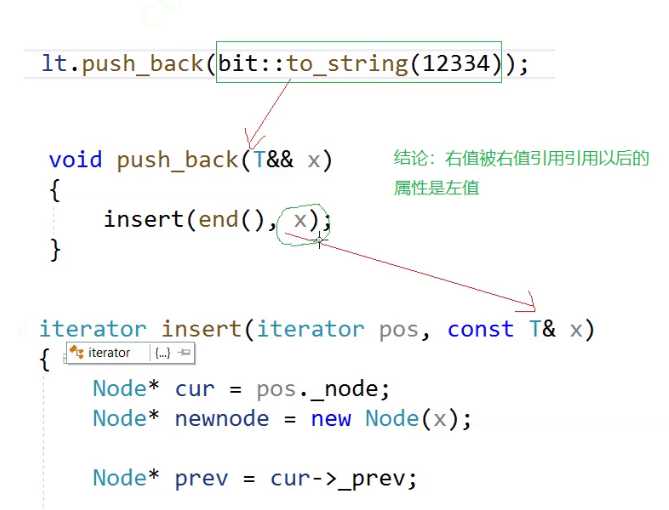 lt.push_back(bit::to_string(12334));
void push_back(T&& x)
结论：右值被右值引用引用以后的
属性是左值
{
insert(end(), x);
}
iterator insert(iterator pos, const T& x)
{
iterator {...}
Node* cur = pos._node;
Node* newnode = new Node(x);
Node* prev = cur->_prev;